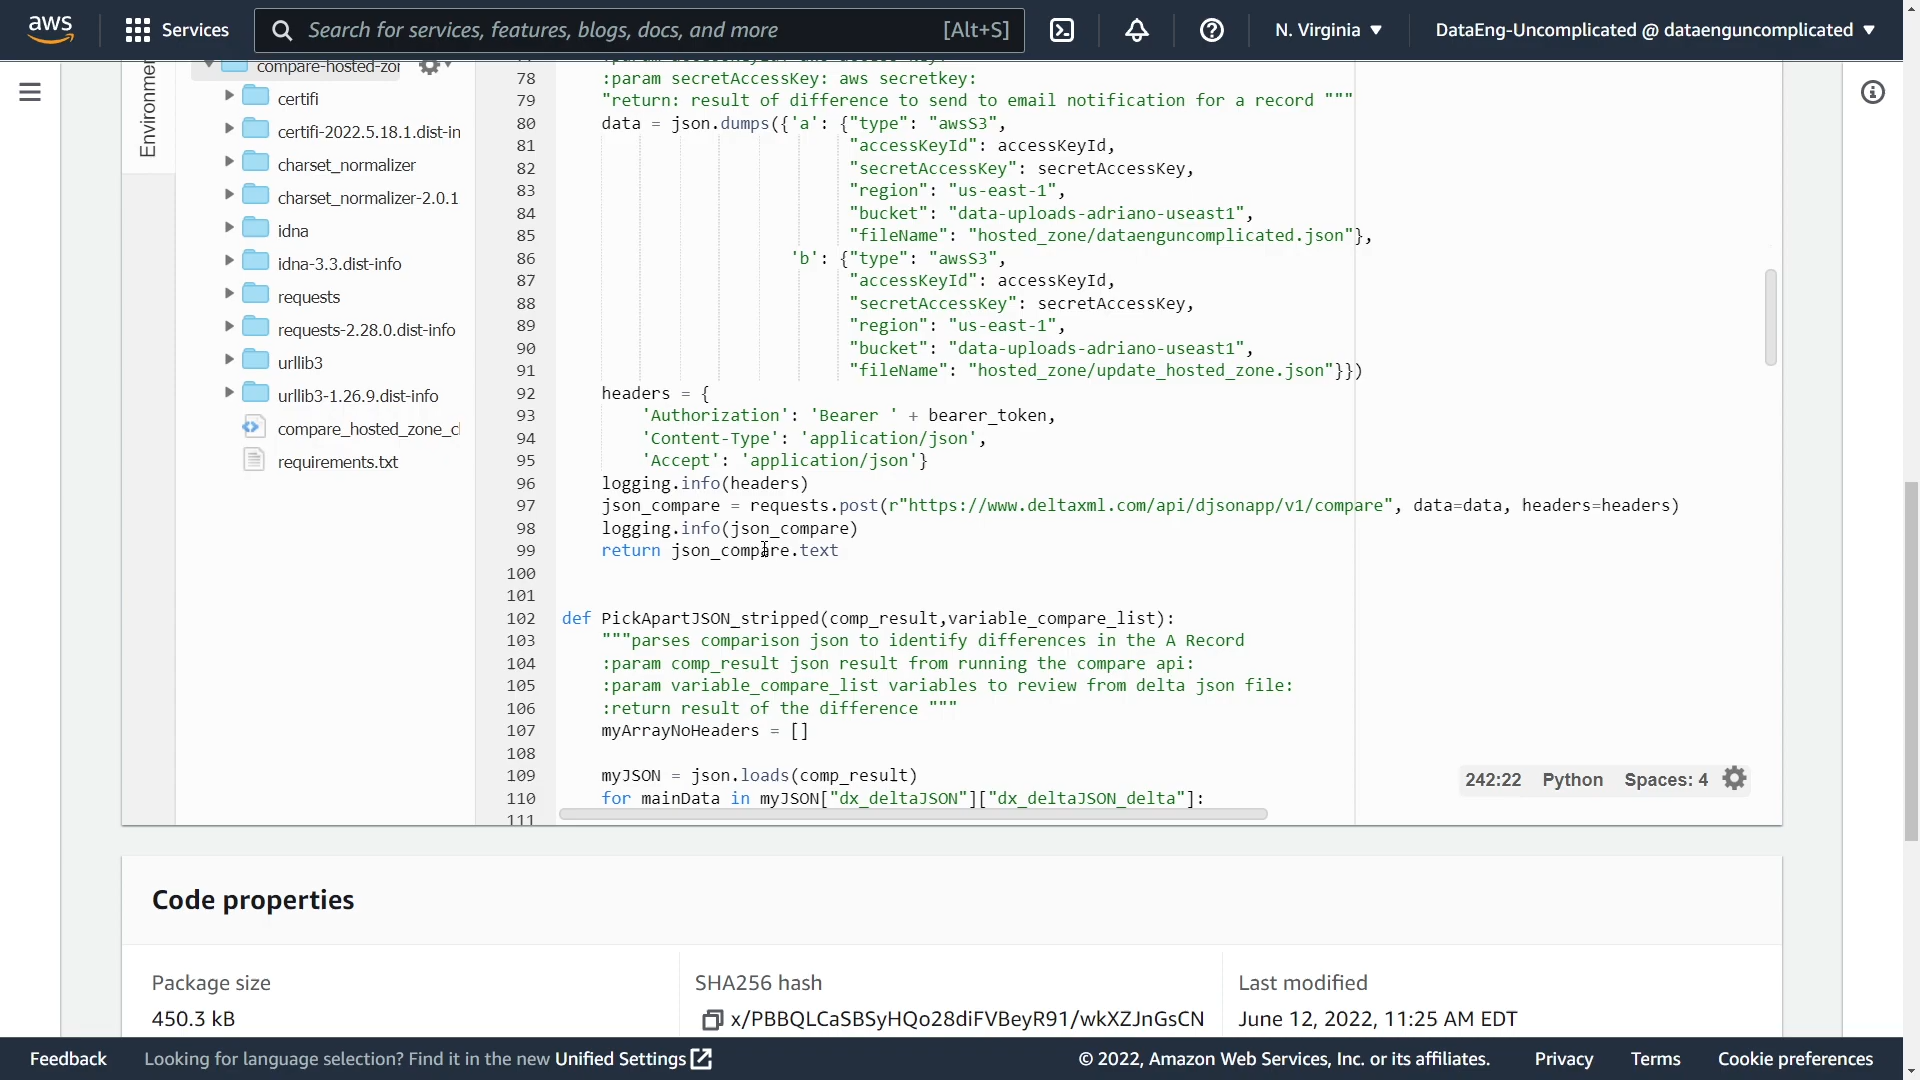 aws
Services
Search for services, features, blogs, docs, and more
[Alt+S]
N. Virginia
DataEng-Uncomplicated @ dataenguncomplicated
compare-hosted-zo
certifi
certifi-2022.5.18.1.dist-in
charset_normalizer
charset_normalizer-2.0.1
idna
idna-3.3.dist-info
requests
requests-2.28.0.dist-info
urllib3
urllib3-1.26.9.dist-info
compare_hosted_zone_c
requirements.txt
78 :param secretAccessKey: aws secretkey:
79 "return: result of difference to send to email notification for a record """
80 data = json.dumps({'a': {"type": "awsS3",
81 "accessKeyId": accessKeyId,
82 "secretAccessKey": secretAccessKey,
83 "region": "us-east-1",
84 "bucket": "data-uploads-adriano-useast1",
85 "fileName": "hosted_zone/dataenguncomplicated.json"},
86 'b': {"type": "awsS3",
87 "accessKeyId": accessKeyId,
88 "secretAccessKey": secretAccessKey,
89 "region": "us-east-1",
90 "bucket": "data-uploads-adriano-useast1",
91 "fileName": "hosted_zone/update_hosted_zone.json"}})
92 headers = {
93 'Authorization': 'Bearer ' + bearer_token,
94 'Content-Type': 'application/json',
95 'Accept': 'application/json'}
96 logging.info(headers)
97 json_compare = requests.post(r"https://www.deltaxml.com/api/djsonapp/v1/compare", data=data, headers=headers)
98 logging.info(json_compare)
99 return json_compare.text
100
101
102 def PickApartJSON_stripped(comp_result,variable_compare_list):
103 """parses comparison json to identify differences in the A Record
104 :param comp_result json result from running the compare api:
105 :param variable_compare_list variables to review from delta json file:
106 :return result of the difference """
107 myArrayNoHeaders = []
108
109 myJSON = json.loads(comp_result)
110 for mainData in myJSON["dx_deltaJSON"]["dx_deltaJSON_delta"]:
111
242:22 Python Spaces: 4
Code properties
Package size
450.3 kB
SHA256 hash
x/PBBQLCaSBSyHQo28diFVBeyR91/wkXZJnGsCN
Last modified
June 12, 2022, 11:25 AM EDT
Feedback
Looking for language selection? Find it in the new Unified Settings
© 2022, Amazon Web Services, Inc. or its affiliates.
Privacy
Terms
Cookie preferences